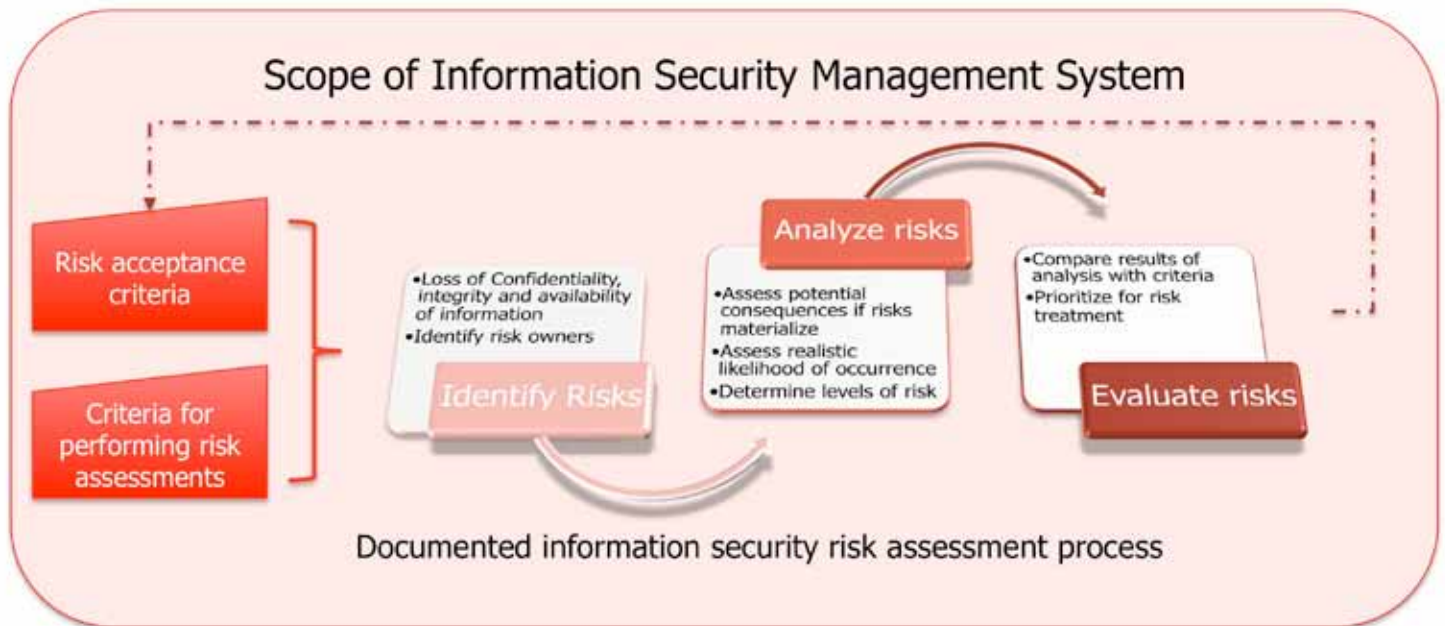 Scope of Information Security Management System
Risk acceptance
criteria
Criteria for
performing risk
assessments
•Loss of Confidentiality,
integrity and availability
of information
•Identify risk owners
Identify Risks
Analyze risks
•Assess potential
consequences if risks
materialize
•Assess realistic
likelihood of occurrence
•Determine levels of risk
•Compare results of
analysis with criteria
•Prioritize for risk
treatment
Evaluate risks
Documented information security risk assessment process